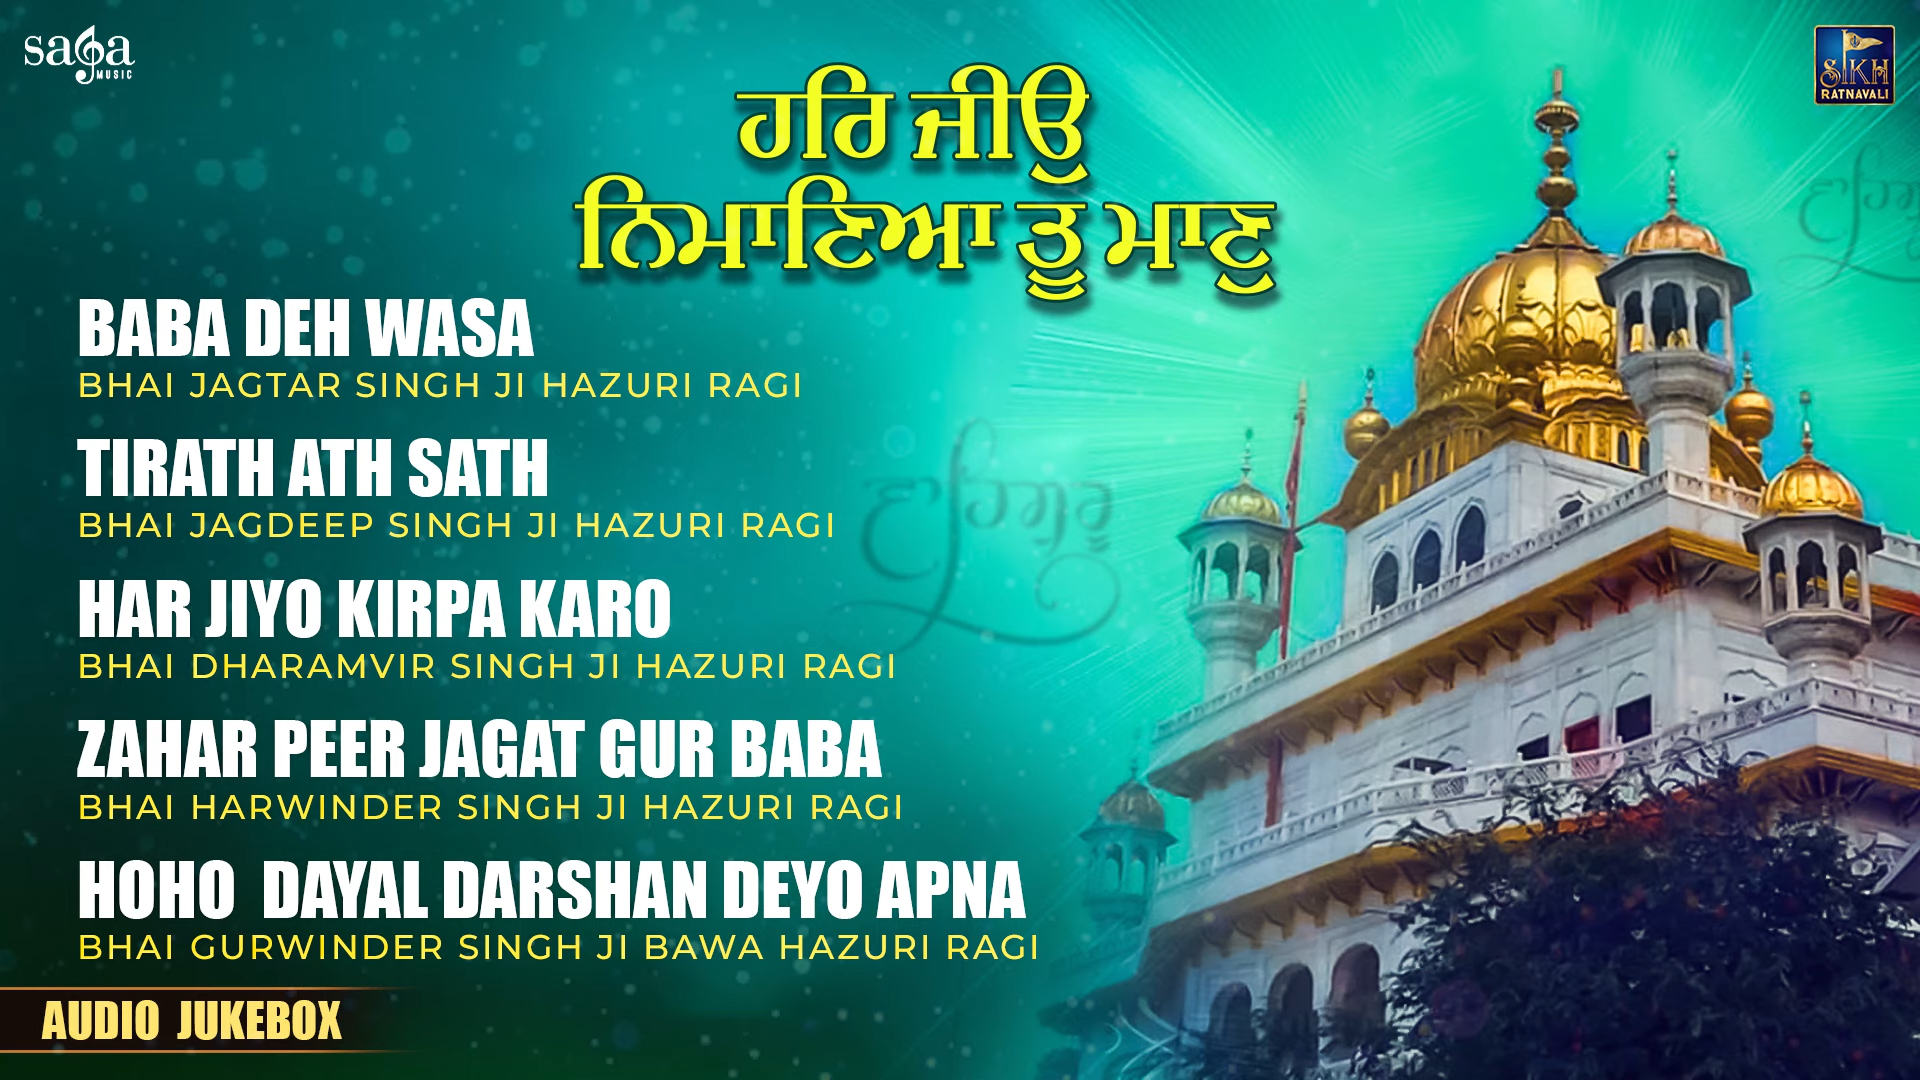 saga
MUSIC
SIKH
RATNAVALI
ਹਰਿ ਜੀਉ
ਨਿਮਾਣਿਆ ਤੂ ਮਾਣੁ
BABA DEH WASA
BHAI JAGTAR SINGH JI HAZURI RAGI
TIRATH ATH SATH
BHAI JAGDEEP SINGH JI HAZURI RAGI
HAR JIYO KIRPA KARO
BHAI DHARAMVIR SINGH JI HAZURI RAGI
ZAHAR PEER JAGAT GUR BABA
BHAI HARWINDER SINGH JI HAZURI RAGI
HOHO DAYAL DARSHAN DEYO APNA
BHAI GURWINDER SINGH JI BAWA HAZURI RAGI
AUDIO JUKEBOX
ਵਾਹਿਗੁਰੂ